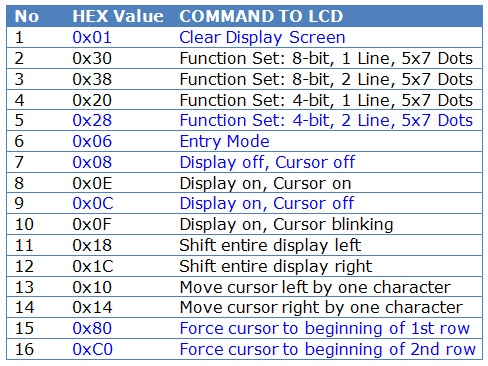 No HEX Value COMMAND TO LCD
1 0x01 Clear Display Screen
2 0x30 Function Set: 8-bit, 1 Line, 5x7 Dots
3 0x38 Function Set: 8-bit, 2 Line, 5x7 Dots
4 0x20 Function Set: 4-bit, 1 Line, 5x7 Dots
5 0x28 Function Set: 4-bit, 2 Line, 5x7 Dots
6 0x06 Entry Mode
7 0x08 Display off, Cursor off
8 0x0E Display on, Cursor on
9 0x0C Display on, Cursor off
10 0x0F Display on, Cursor blinking
11 0x18 Shift entire display left
12 0x1C Shift entire display right
13 0x10 Move cursor left by one character
14 0x14 Move cursor right by one character
15 0x80 Force cursor to beginning of 1st row
16 0xC0 Force cursor to beginning of 2nd row